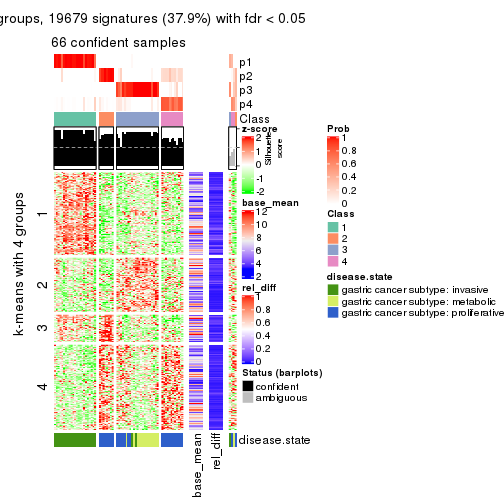 groups, 19679 signatures (37.9%) with fdr < 0.05
66 confident samples
p1
p2
p3
p4
Class
Silhouette
score
k-means with 4 groups
1
2
3
4
z-score
2
1
0
-1
-2
base_mean
12
10
8
6
4
2
rel_diff
1
0.8
0.6
0.4
0.2
0
Status (barplots)
confident
ambiguous
Prob
1
0.8
0.6
0.4
0.2
0
Class
1
2
3
4
disease.state
gastric cancer subtype: invasive
gastric cancer subtype: metabolic
gastric cancer subtype: proliferative
disease.state
base_mean
rel_diff